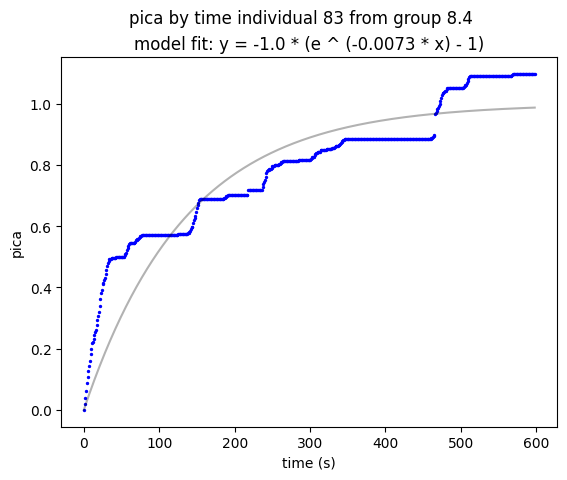 pica by time individual 83 from group 8.4
model fit: y = -1.0 * (e ^ (-0.0073 * x) - 1)
1.0
0.8
0.6
0.4
0.2
0.0
pica
0 100 200 300 400 500 600
time (s)